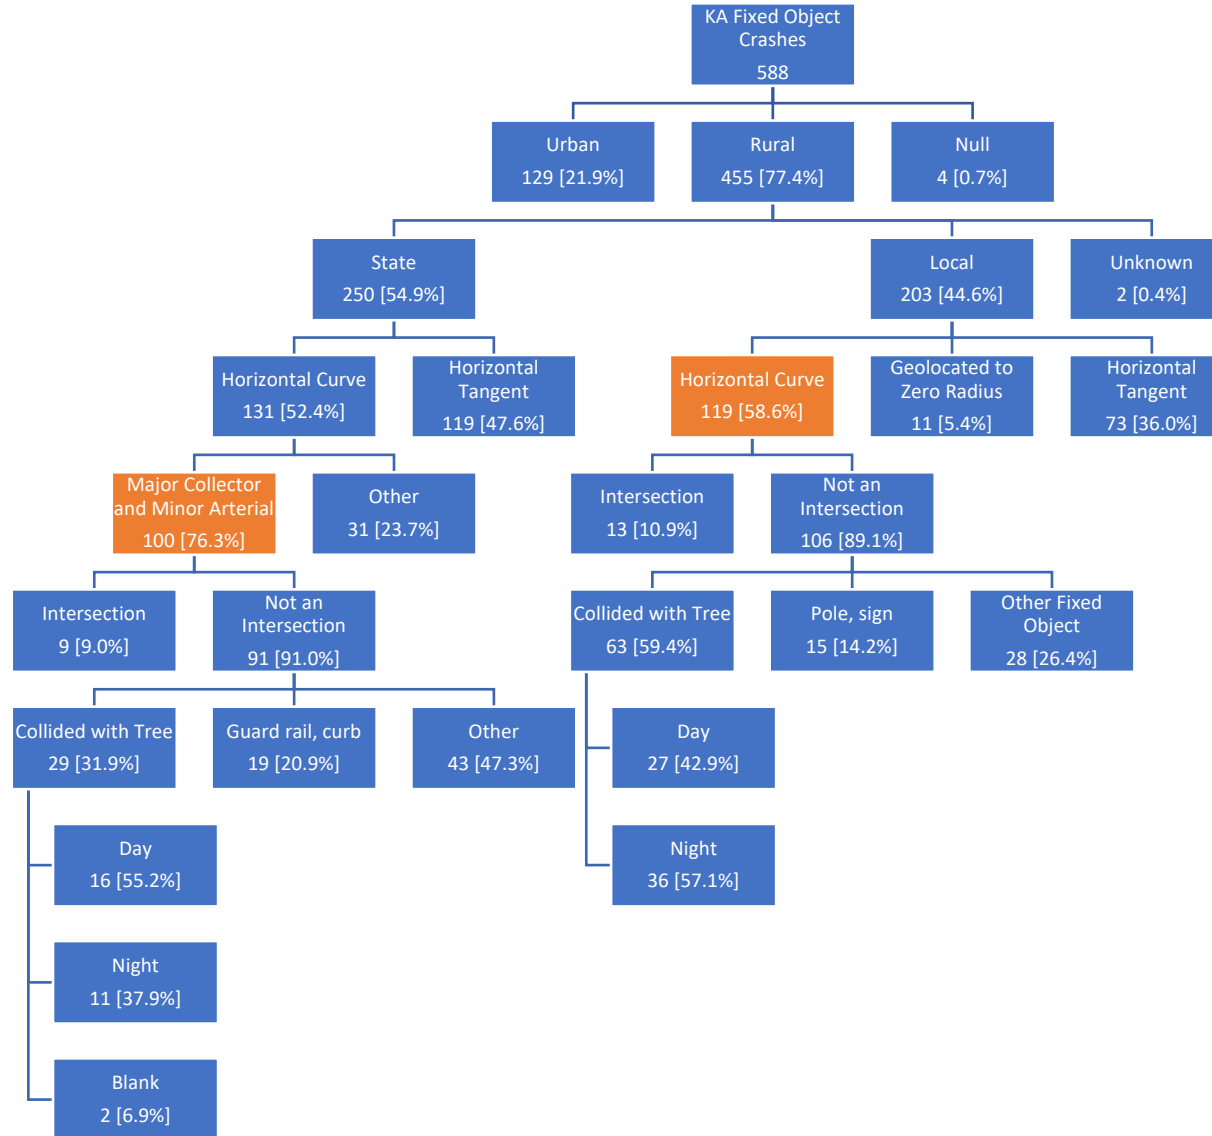 KA Fixed Object
Crashes
588
Urban
129 [21.9%]
Rural
455 [77.4%]
Null
4 [0.7%]
State
250 [54.9%]
Local
203 [44.6%]
Unknown
2 [0.4%]
Horizontal Curve
131 [52.4%]
Horizontal
Tangent
119 [47.6%]
Horizontal Curve
119 [58.6%]
Geolocated to
Zero Radius
11 [5.4%]
Horizontal
Tangent
73 [36.0%]
Major Collector
and Minor Arterial
100 [76.3%]
Other
31 [23.7%]
Intersection
13 [10.9%]
Not an
Intersection
106 [89.1%]
Intersection
9 [9.0%]
Not an
Intersection
91 [91.0%]
Collided with Tree
63 [59.4%]
Pole, sign
15 [14.2%]
Other Fixed
Object
28 [26.4%]
Collided with Tree
29 [31.9%]
Guard rail, curb
19 [20.9%]
Other
43 [47.3%]
Day
27 [42.9%]
Day
16 [55.2%]
Night
36 [57.1%]
Night
11 [37.9%]
Blank
2 [6.9%]